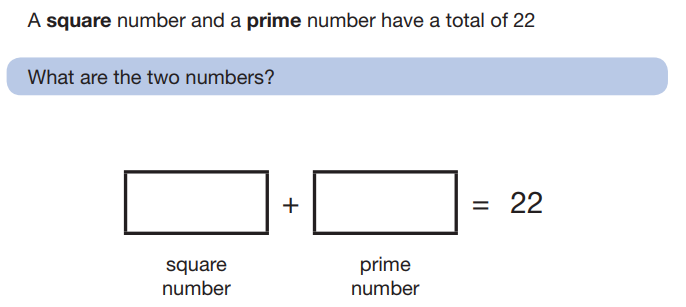 A square number and a prime number have a total of 22
What are the two numbers?
+ = 22
square prime
number number